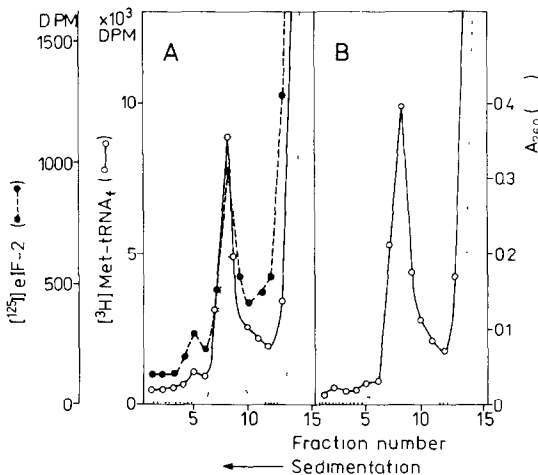 DPM
×10³
DPM
1500
1000
500
0
[¹²⁵I] eIF-2 (●---●)
10
5
0
[³H] Met-tRNAf (○—○)
A
B
0.4
0.3
0.2
0.1
0
A260 ( )
5
10
15
5
10
15
Fraction number
← Sedimentation